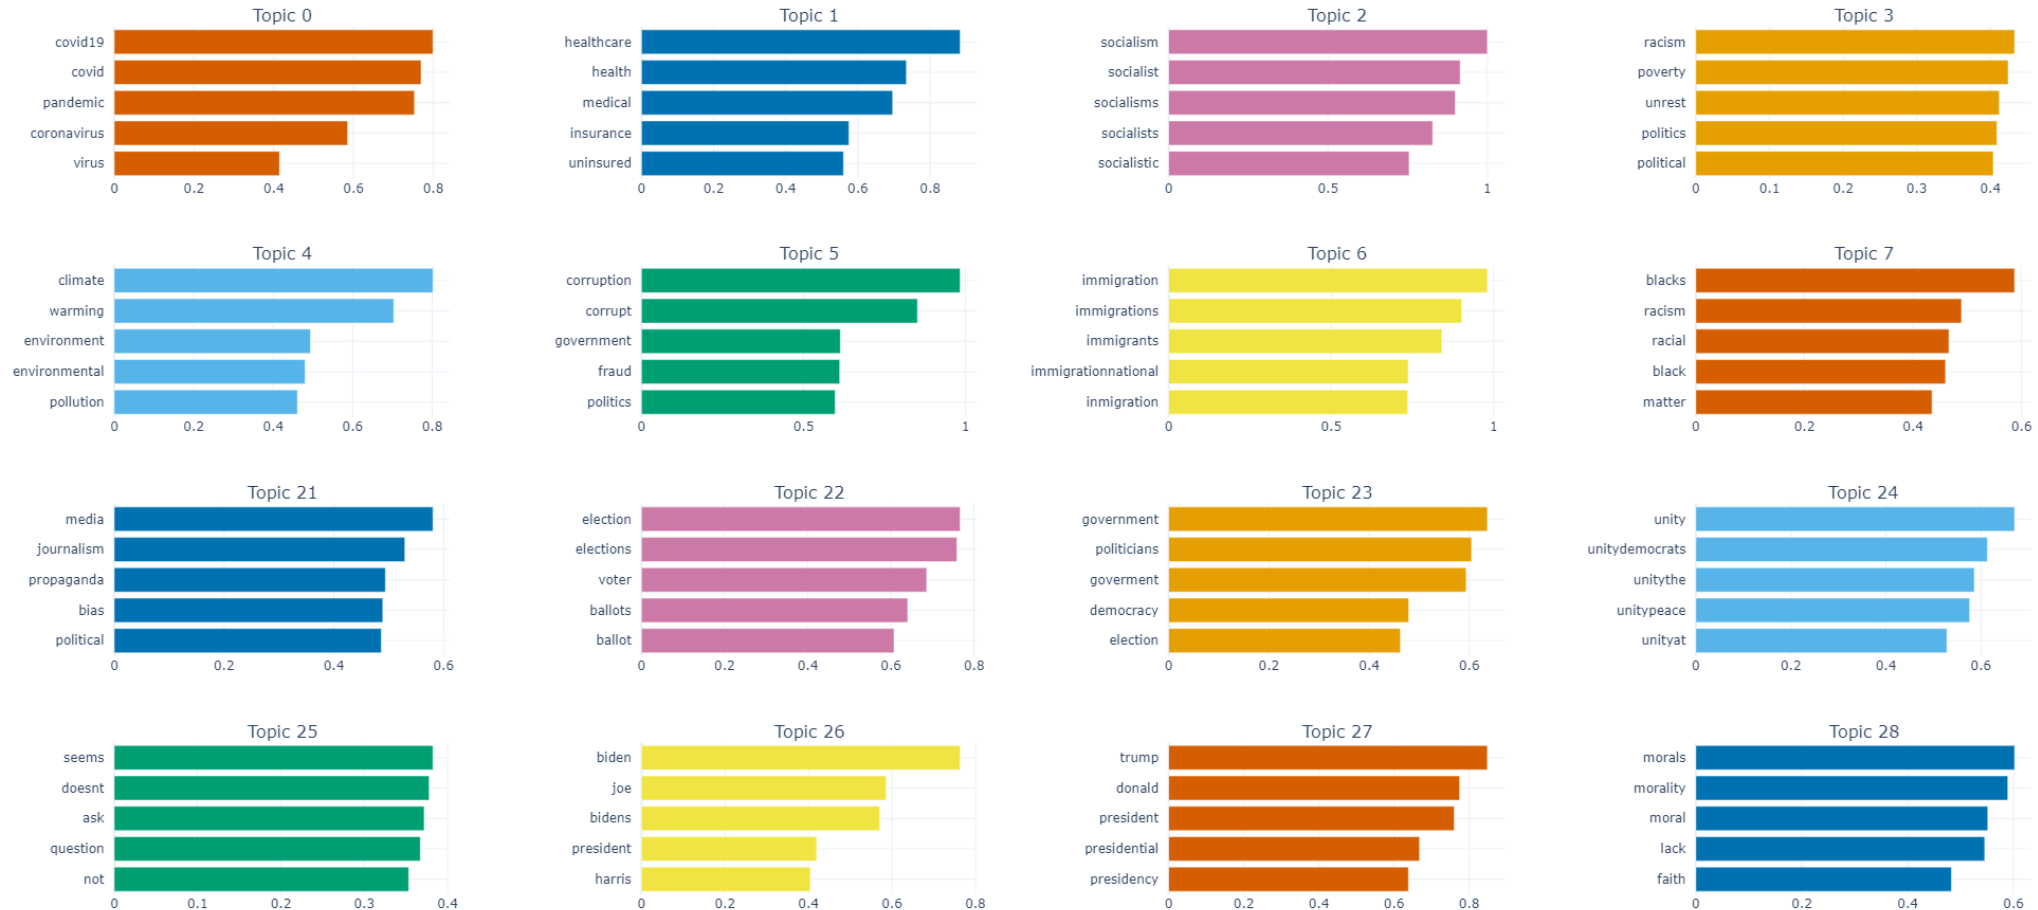 Topic 0
covid19
covid
pandemic
coronavirus
virus
0 0.2 0.4 0.6 0.8
Topic 1
healthcare
health
medical
insurance
uninsured
0 0.2 0.4 0.6 0.8
Topic 2
socialism
socialist
socialisms
socialists
socialistic
0 0.5 1
Topic 3
racism
poverty
unrest
politics
political
0 0.1 0.2 0.3 0.4
Topic 4
climate
warming
environment
environmental
pollution
0 0.2 0.4 0.6 0.8
Topic 5
corruption
corrupt
government
fraud
politics
0 0.5 1
Topic 6
immigration
immigrations
immigrants
immigrationnational
inmigration
0 0.5 1
Topic 7
blacks
racism
racial
black
matter
0 0.2 0.4 0.6
Topic 21
media
journalism
propaganda
bias
political
0 0.2 0.4 0.6
Topic 22
election
elections
voter
ballots
ballot
0 0.2 0.4 0.6 0.8
Topic 23
government
politicians
goverment
democracy
election
0 0.2 0.4 0.6
Topic 24
unity
unitydemocrats
unitythe
unitypeace
unityat
0 0.2 0.4 0.6
Topic 25
seems
doesnt
ask
question
not
0 0.1 0.2 0.3 0.4
Topic 26
biden
joe
bidens
president
harris
0 0.2 0.4 0.6 0.8
Topic 27
trump
donald
president
presidential
presidency
0 0.2 0.4 0.6 0.8
Topic 28
morals
morality
moral
lack
faith
0 0.2 0.4 0.6